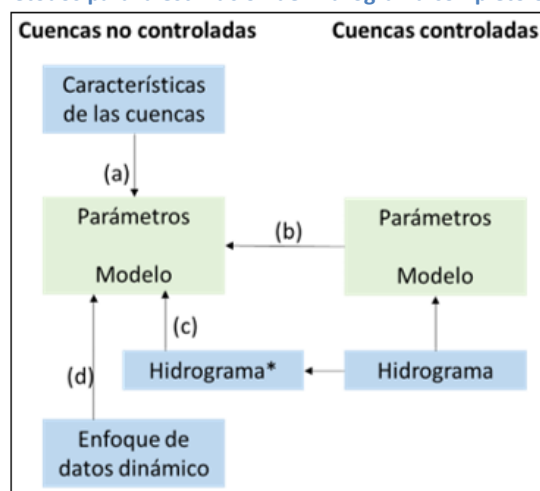 Cuencas no controladas Cuencas controladas
Características
de las cuencas
(a)
Parámetros
Modelo
(b)
Parámetros
Modelo
(c)
(d)
Hidrograma*
Hidrograma
Enfoque de
datos dinámico